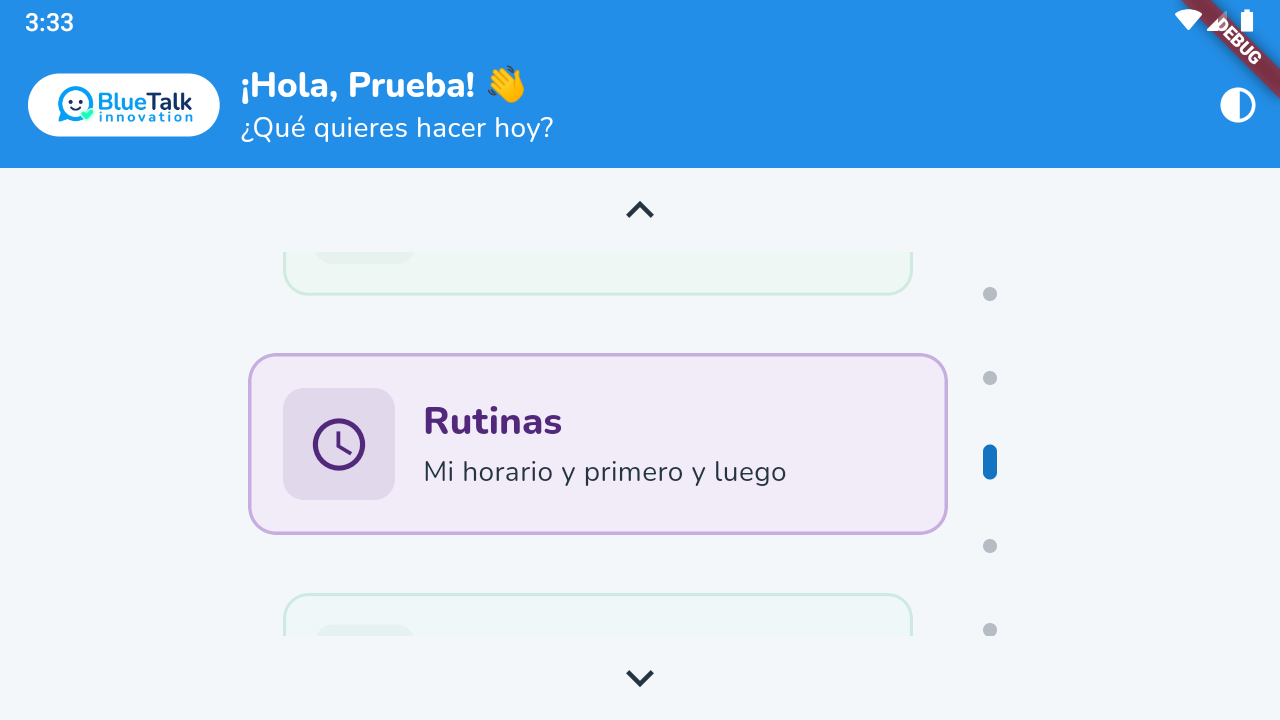 3:33
DEBUG
BlueTalk
innovation
¡Hola, Prueba! 👋
¿Qué quieres hacer hoy?
Rutinas
Mi horario y primero y luego